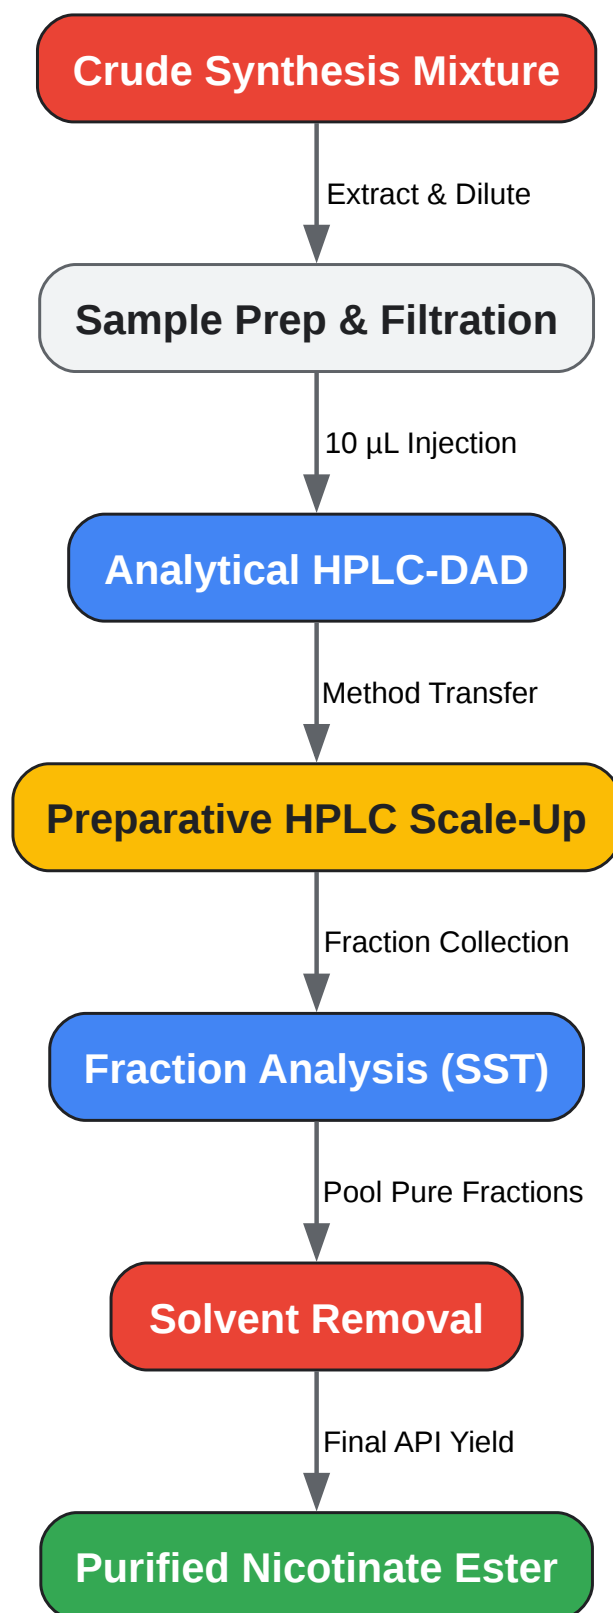 Crude Synthesis Mixture
Extract & Dilute
Sample Prep & Filtration
10 µL Injection
Analytical HPLC-DAD
Method Transfer
Preparative HPLC Scale-Up
Fraction Collection
Fraction Analysis (SST)
Pool Pure Fractions
Solvent Removal
Final API Yield
Purified Nicotinate Ester